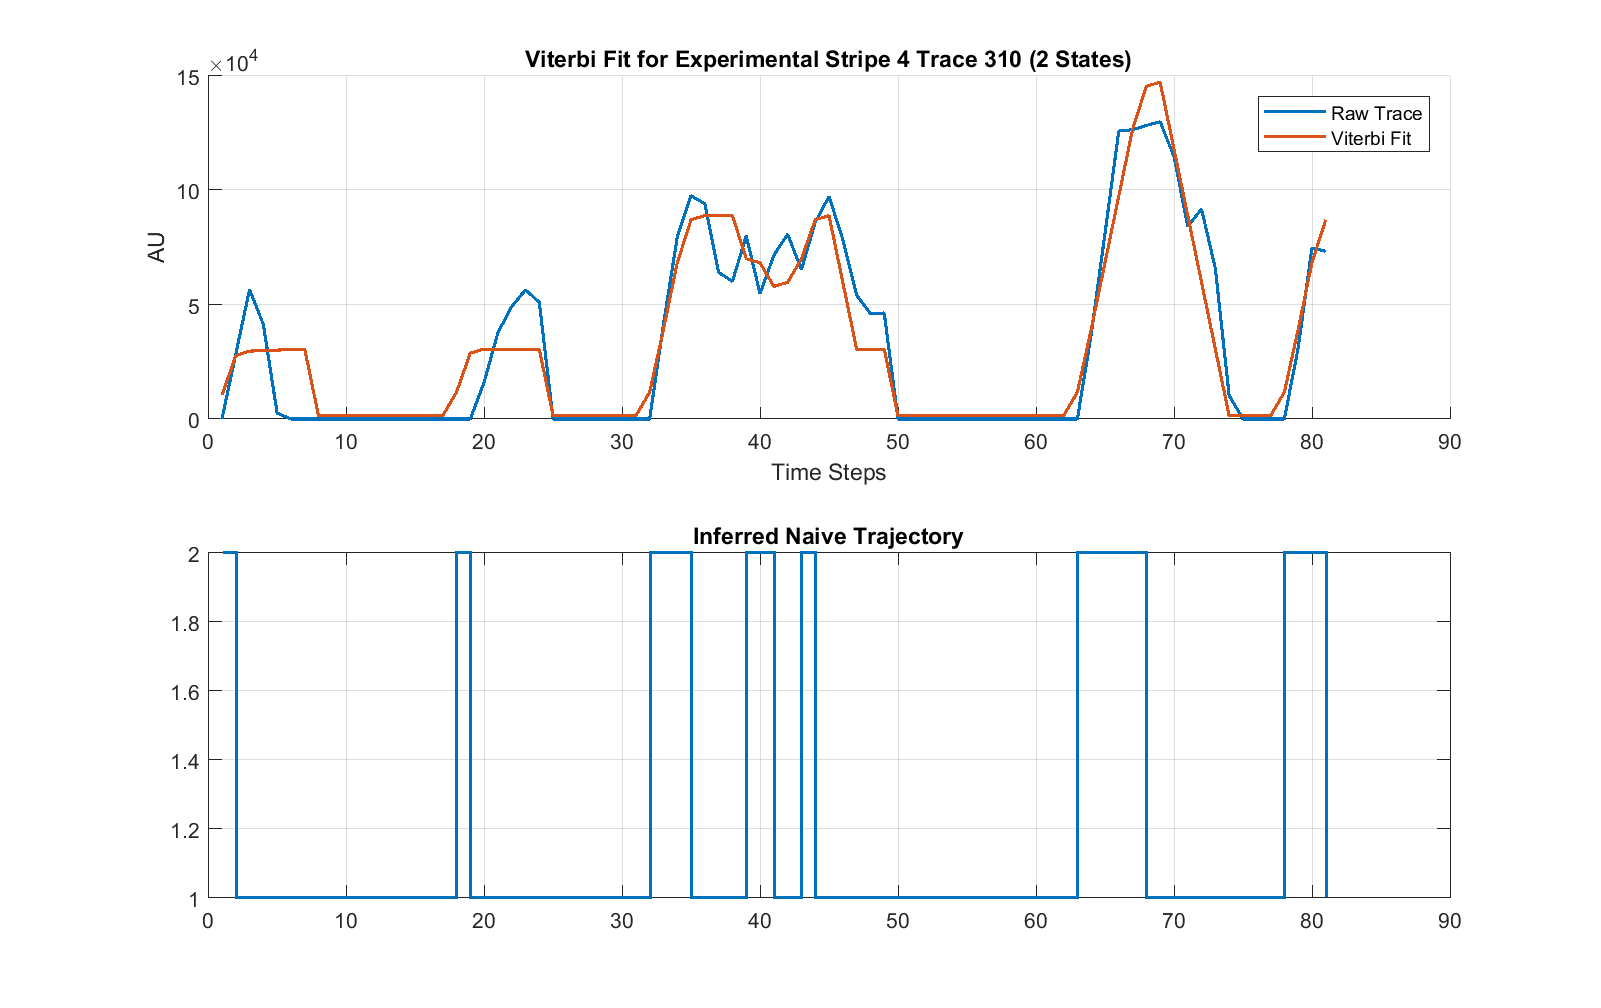 Viterbi Fit for Experimental Stripe 4 Trace 310 (2 States)
×10⁴
15
10
5
0
AU
0 10 20 30 40 50 60 70 80 90
Time Steps
Raw Trace
Viterbi Fit
Inferred Naive Trajectory
2
1.8
1.6
1.4
1.2
1
0 10 20 30 40 50 60 70 80 90